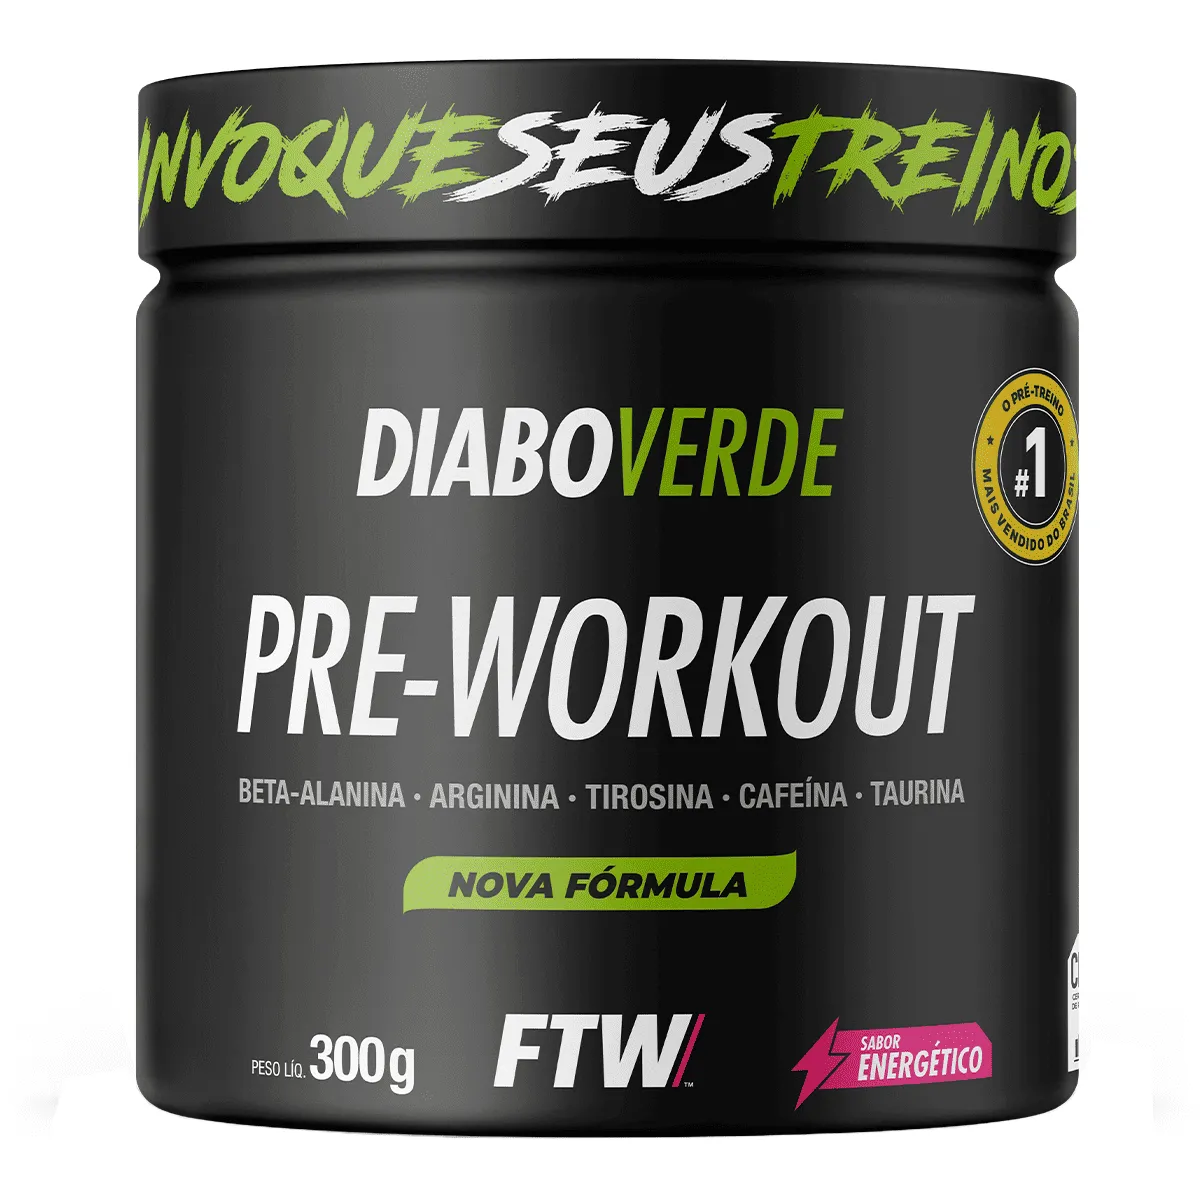 INVOQUESEUSTREINOS
DIABOVERDE
O PRÉ-TREINO
#1
MAIS VENDIDO DO BRASIL
PRE-WORKOUT
BETA-ALANINA · ARGININA · TIROSINA · CAFEÍNA · TAURINA
NOVA FÓRMULA
PESO LÍQ. 300g
FTW/™
SABOR
ENERGÉTICO